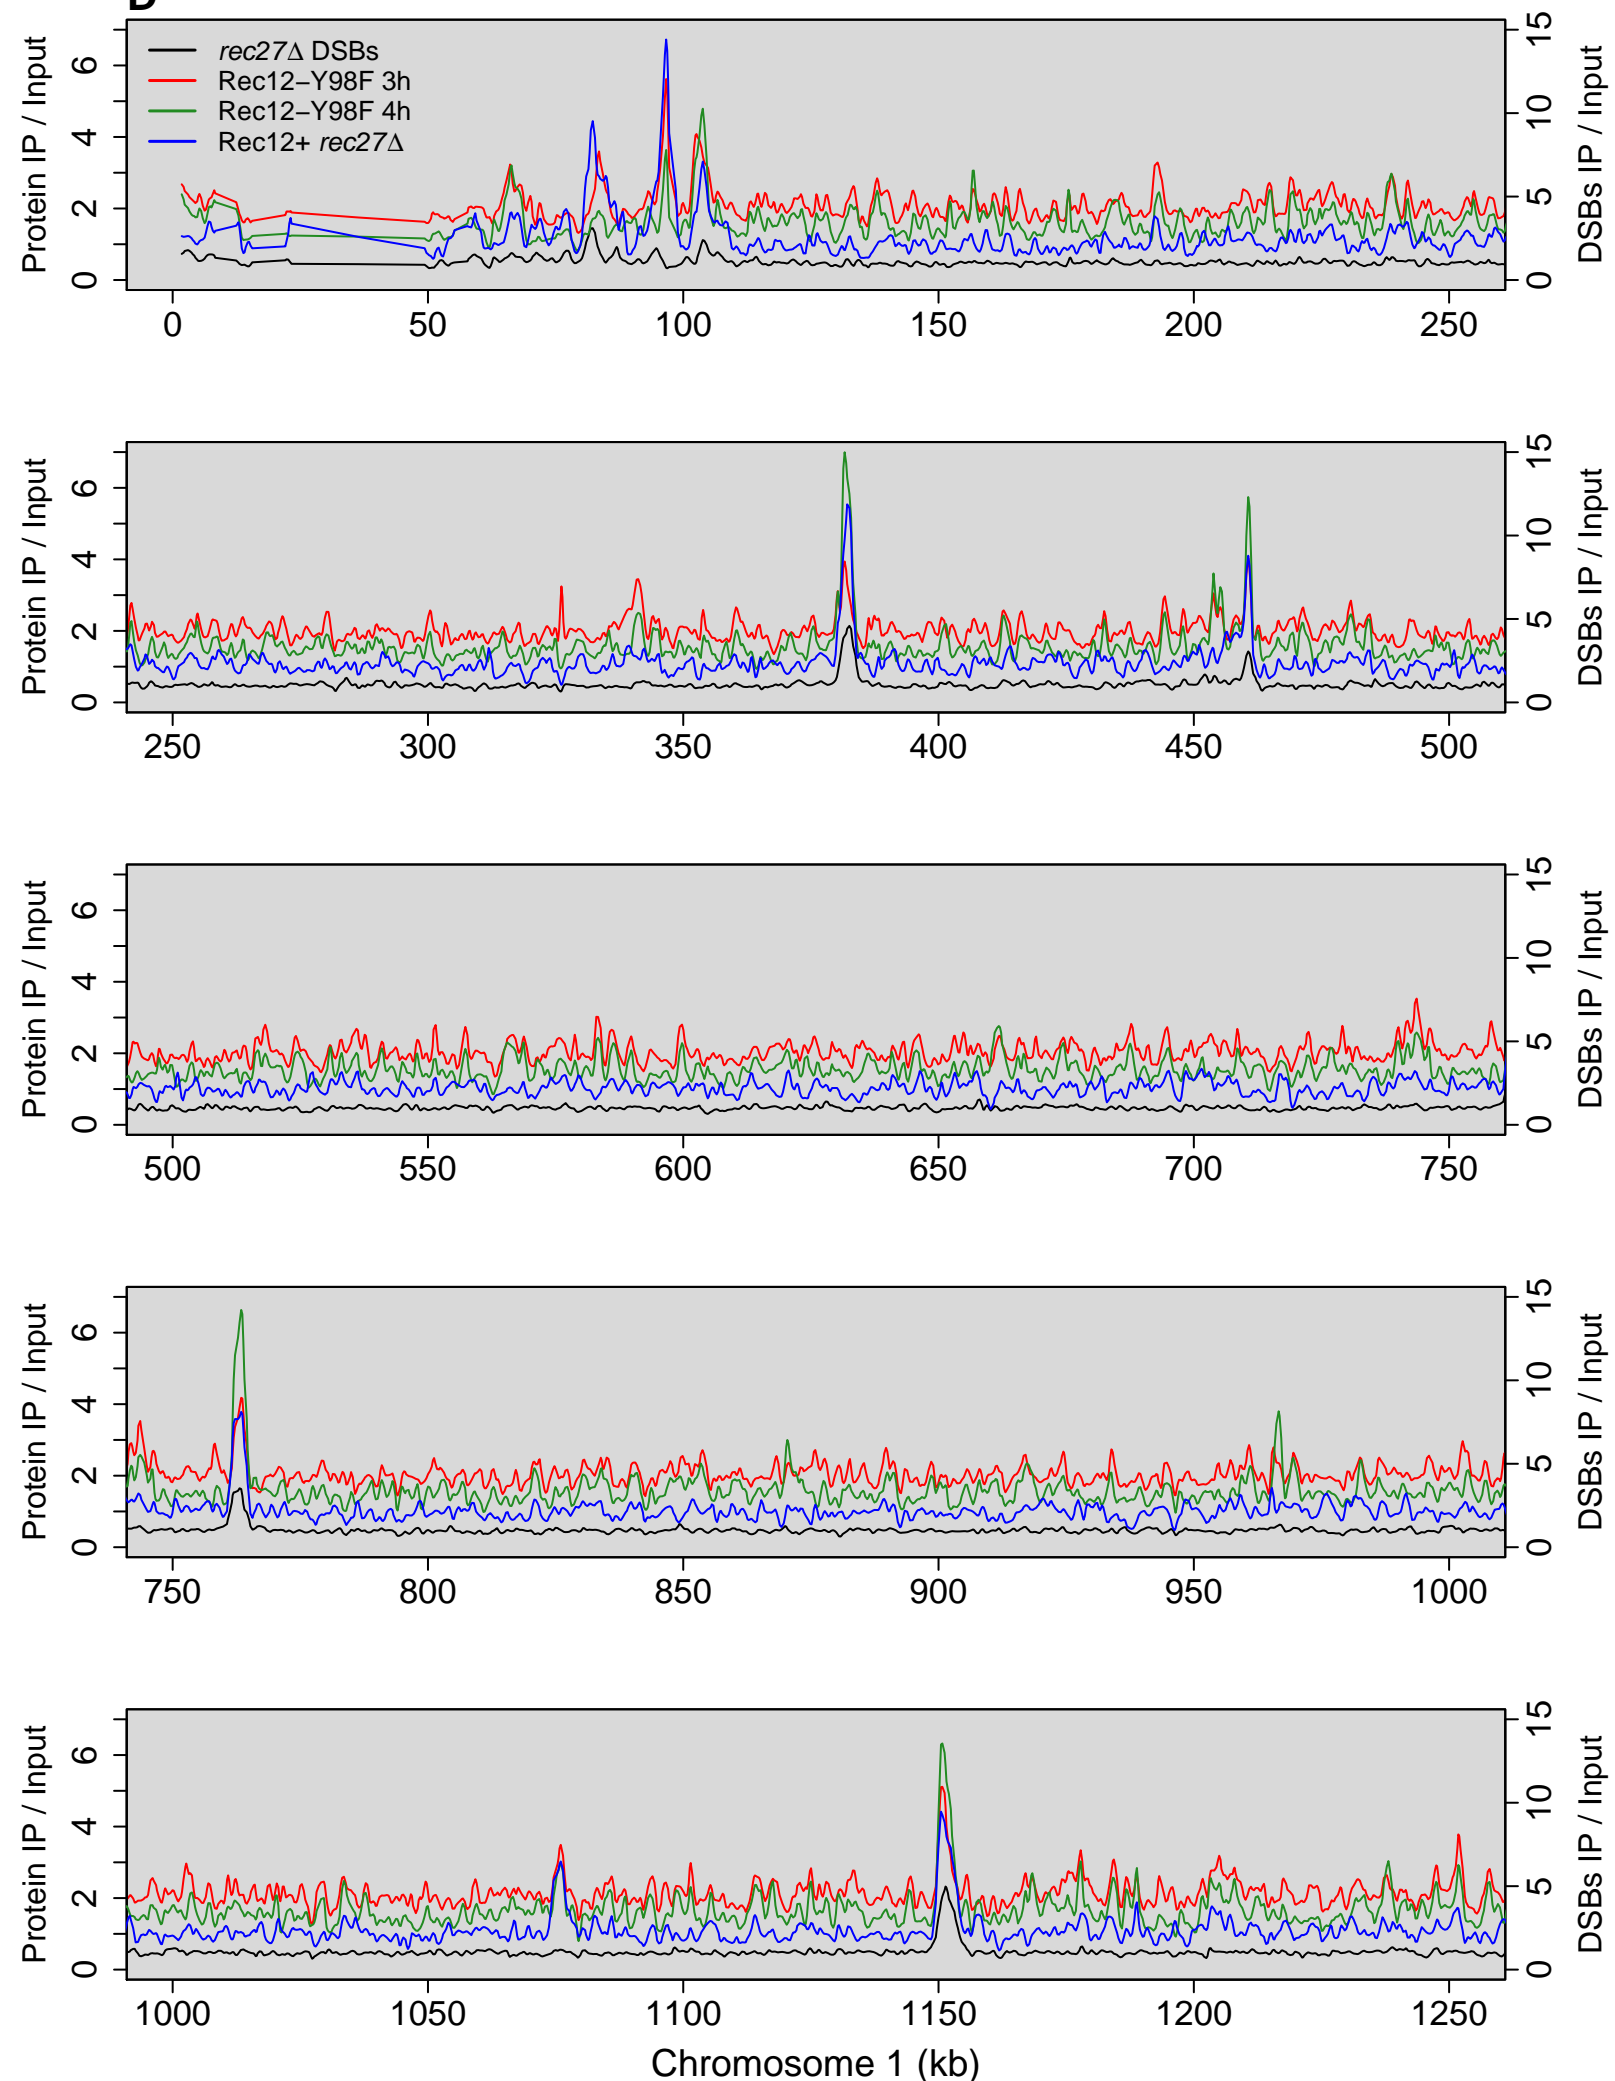 D
rec27Δ DSBs
Rec12−Y98F 3h
Rec12−Y98F 4h
Rec12+ rec27Δ
Protein IP / Input
0 2 4 6
DSBs IP / Input
0 5 10 15
0 50 100 150 200 250
Protein IP / Input
0 2 4 6
DSBs IP / Input
0 5 10 15
250 300 350 400 450 500
Protein IP / Input
0 2 4 6
DSBs IP / Input
0 5 10 15
500 550 600 650 700 750
Protein IP / Input
0 2 4 6
DSBs IP / Input
0 5 10 15
750 800 850 900 950 1000
Protein IP / Input
0 2 4 6
DSBs IP / Input
0 5 10 15
1000 1050 1100 1150 1200 1250
Chromosome 1 (kb)